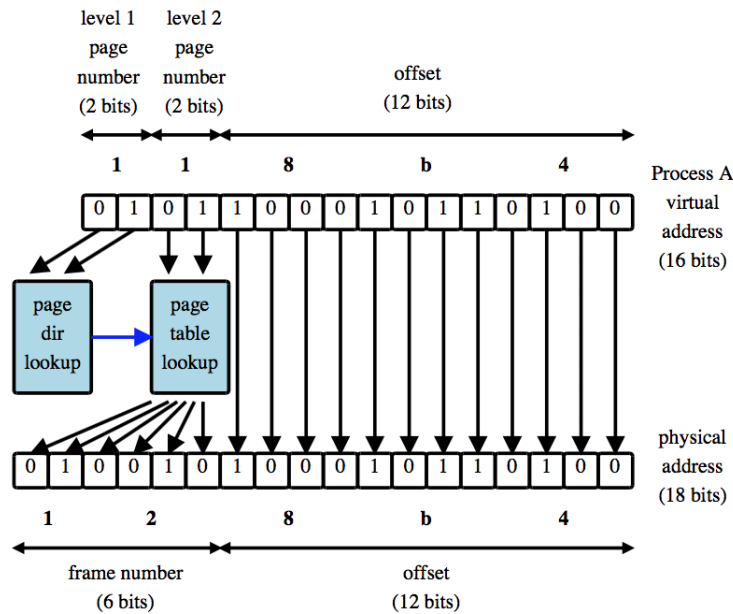 level 1 level 2
page page
number number offset
(2 bits) (2 bits) (12 bits)
1 1 8 b 4
Process A
virtual
address
(16 bits)
0 1 0 1 1 0 0 0 1 0 1 1 0 1 0 0
page page
dir table
lookup lookup
physical
address
(18 bits)
0 1 0 0 1 0 1 0 0 0 1 0 1 1 0 1 0 0
1 2 8 b 4
frame number offset
(6 bits) (12 bits)